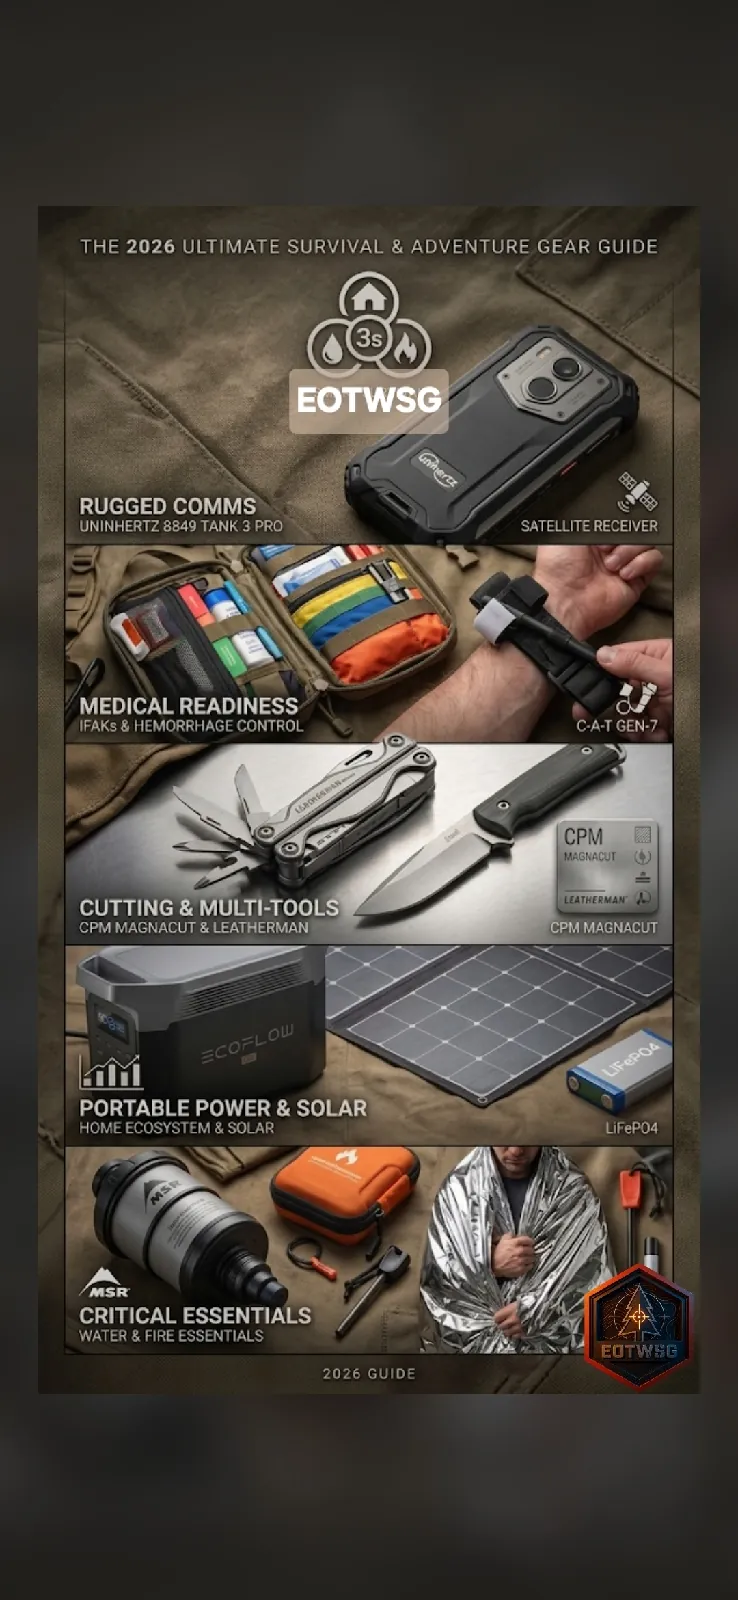 THE 2026 ULTIMATE SURVIVAL & ADVENTURE GEAR GUIDE
3s
EOTWSG
uninhertz
RUGGED COMMS
UNINHERTZ 8849 TANK 3 PRO
SATELLITE RECEIVER
MEDICAL READINESS
IFAKs & HEMORRHAGE CONTROL
C-A-T GEN-7
CPM
MAGNACUT
LEATHERMAN
CUTTING & MULTI-TOOLS
CPM MAGNACUT & LEATHERMAN
CPM MAGNACUT
ECOFLOW
LiFePO4
PORTABLE POWER & SOLAR
HOME ECOSYSTEM & SOLAR
LiFePO4
MSR
MSR
CRITICAL ESSENTIALS
WATER & FIRE ESSENTIALS
EOTWSG
2026 GUIDE